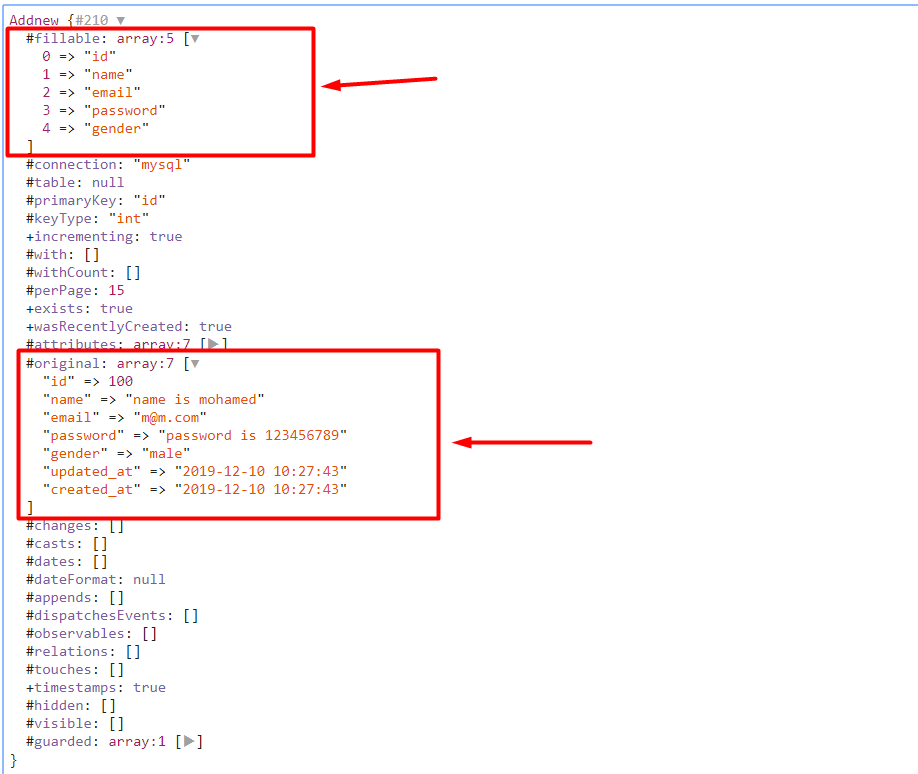 Addnew {#210 ▼
#fillable: array:5 [▼
0 => "id"
1 => "name"
2 => "email"
3 => "password"
4 => "gender"
]
#connection: "mysql"
#table: null
#primaryKey: "id"
#keyType: "int"
+incrementing: true
#with: []
#withCount: []
#perPage: 15
+exists: true
+wasRecentlyCreated: true
#attributes: array:7 [▶]
#original: array:7 [▼
"id" => 100
"name" => "name is mohamed"
"email" => "m@m.com"
"password" => "password is 123456789"
"gender" => "male"
"updated_at" => "2019-12-10 10:27:43"
"created_at" => "2019-12-10 10:27:43"
]
#changes: []
#casts: []
#dates: []
#dateFormat: null
#appends: []
#dispatchesEvents: []
#observables: []
#relations: []
#touches: []
+timestamps: true
#hidden: []
#visible: []
#guarded: array:1 [▶]
}